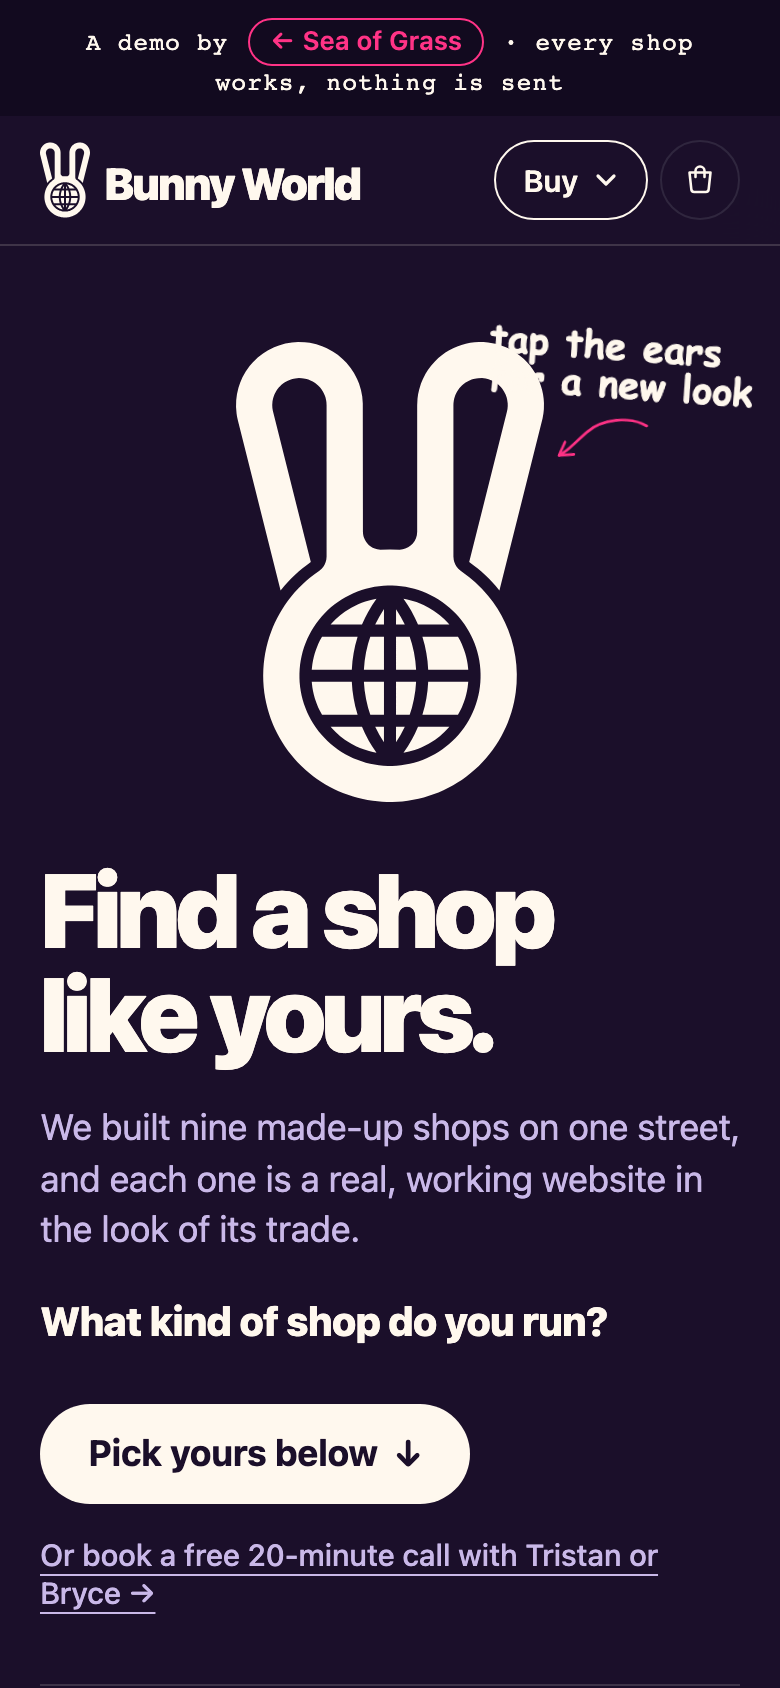 A demo by ← Sea of Grass · every shop
works, nothing is sent
Bunny World
Buy
tap the ears
a new look
Find a shop
like yours.
We built nine made-up shops on one street,
and each one is a real, working website in
the look of its trade.
What kind of shop do you run?
Pick yours below ↓
Or book a free 20-minute call with Tristan or
Bryce →